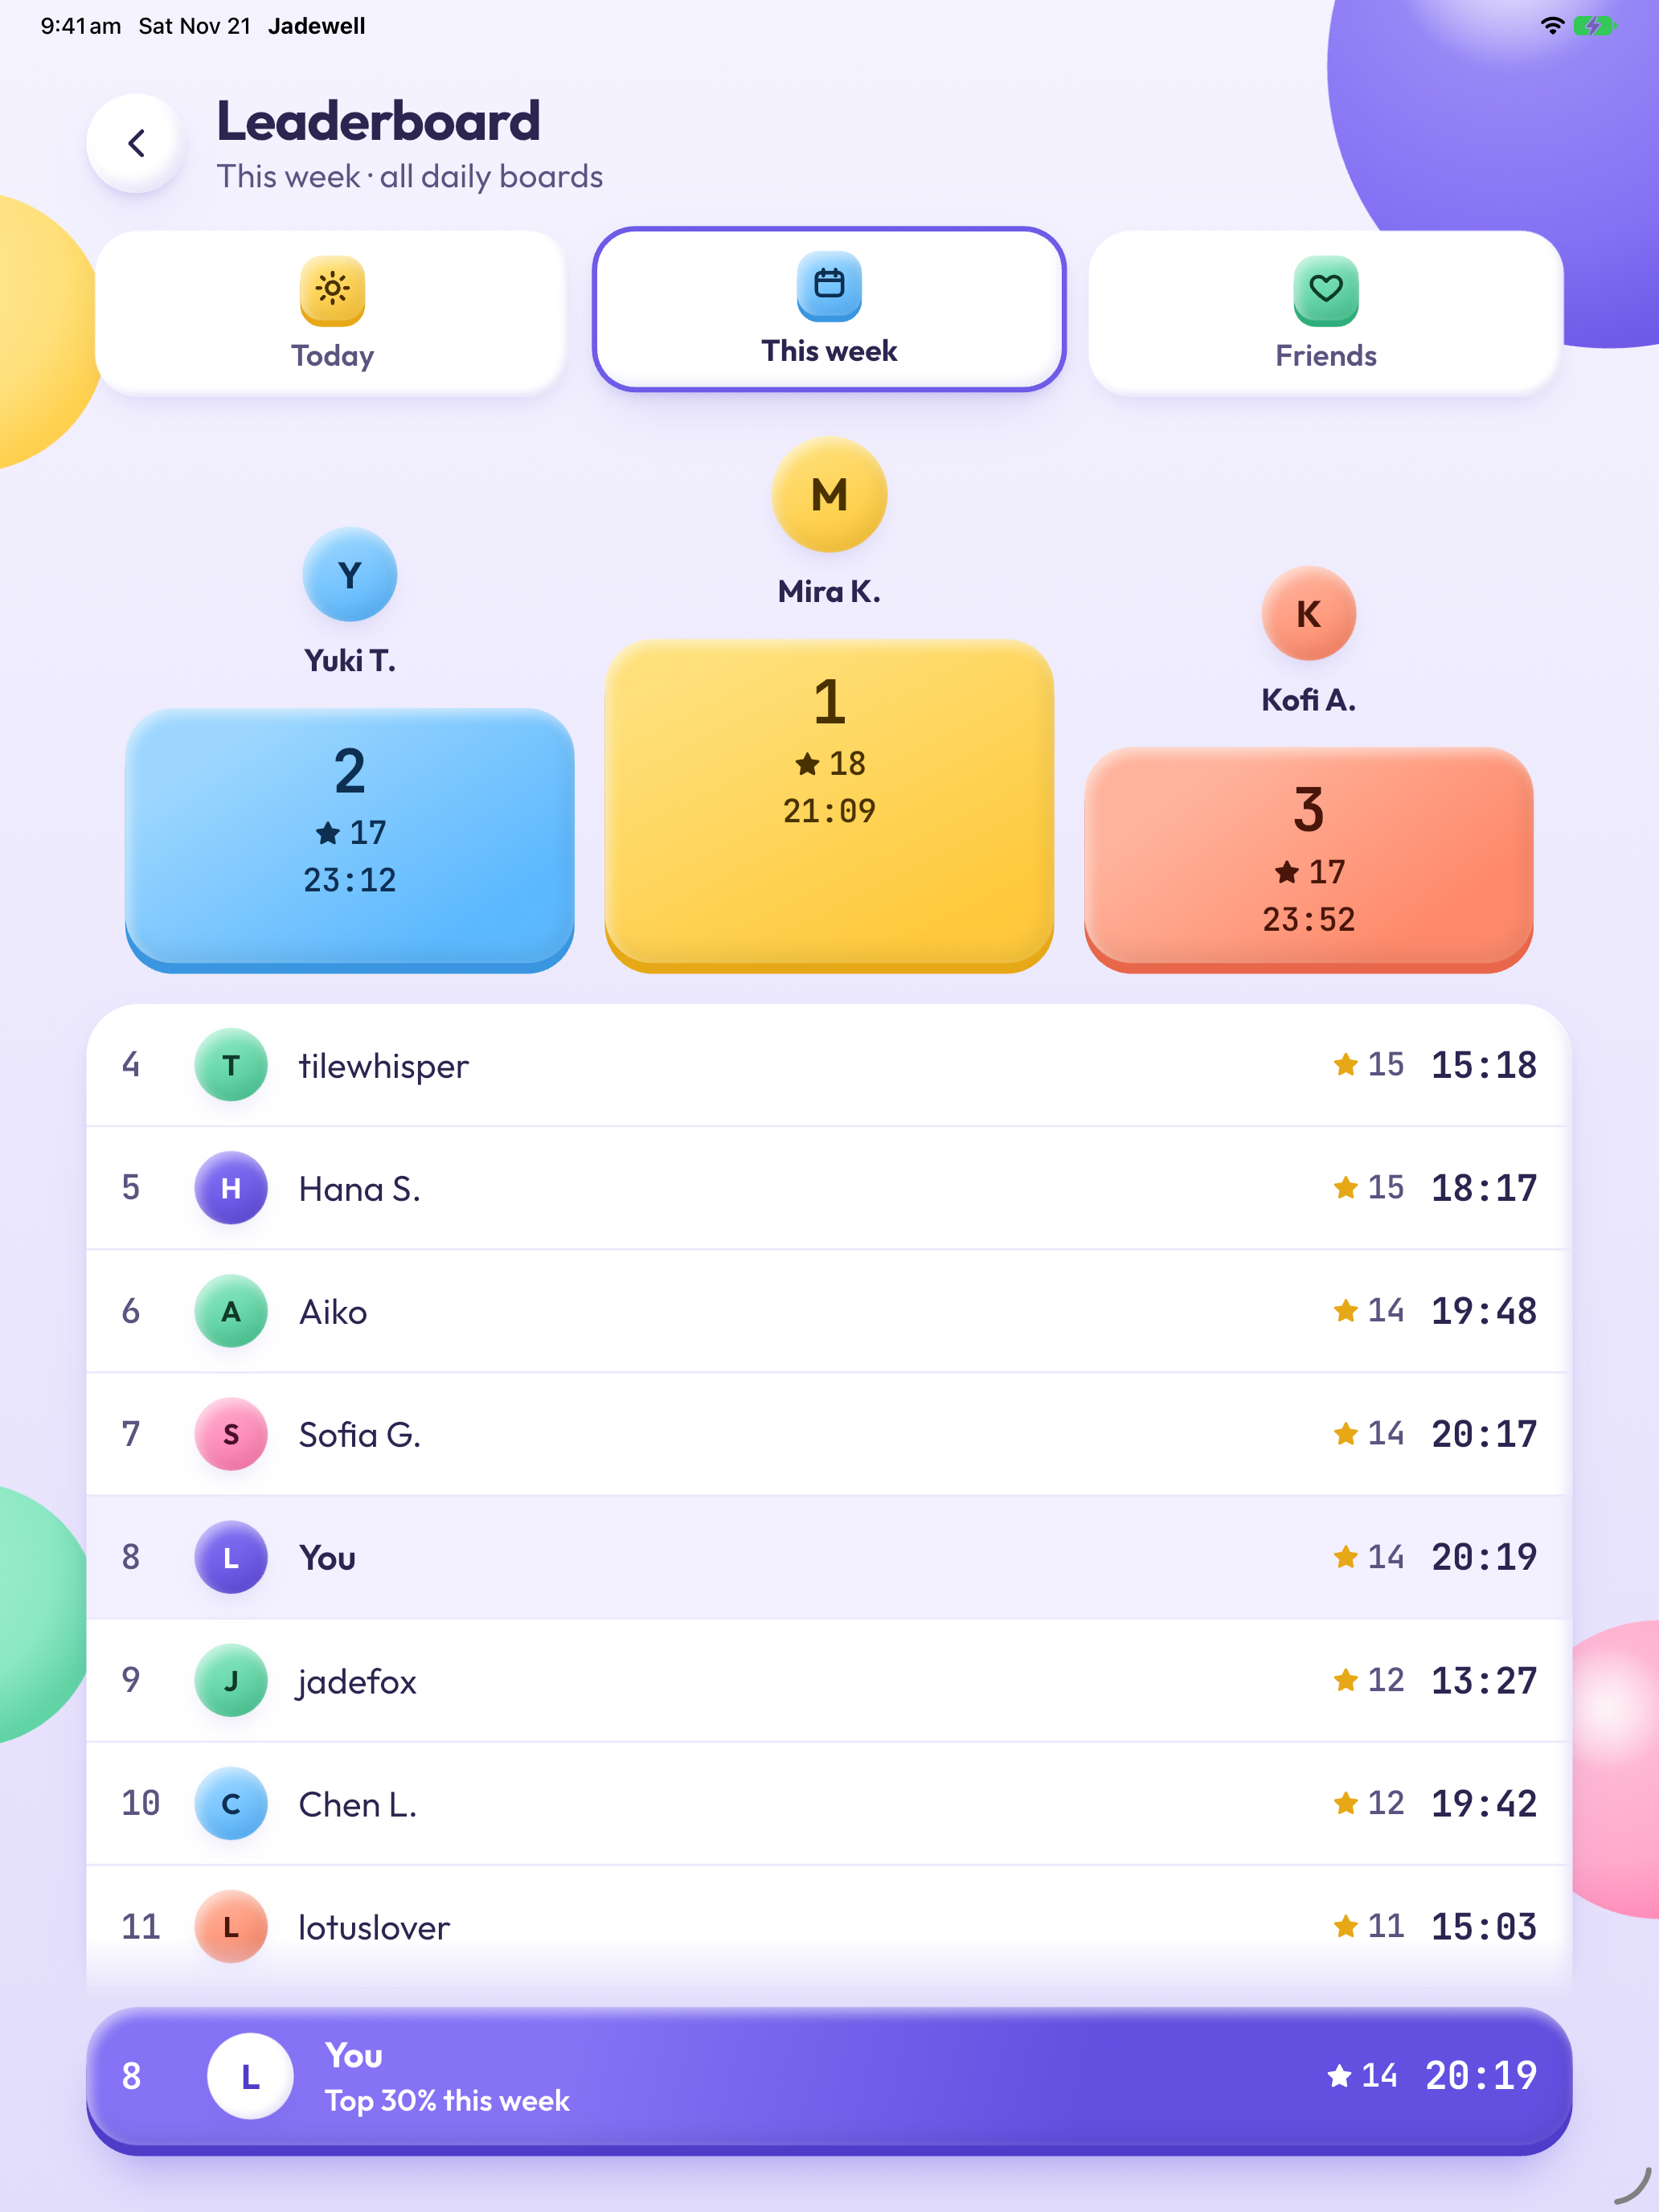 9:41 am Sat Nov 21 Jadewell
Leaderboard
This week · all daily boards
Today
This week
Friends
M
Mira K.
1
18
21:09
Y
Yuki T.
2
17
23:12
K
Kofi A.
3
17
23:52
4 T tilewhisper 15 15:18
5 H Hana S. 15 18:17
6 A Aiko 14 19:48
7 S Sofia G. 14 20:17
8 L You 14 20:19
9 J jadefox 12 13:27
10 C Chen L. 12 19:42
11 L lotuslover 11 15:03
8 L You 14 20:19
Top 30% this week